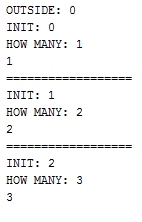 OUTSIDE: 0
INIT: 0
HOW MANY: 1
1
==================
INIT: 1
HOW MANY: 2
2
==================
INIT: 2
HOW MANY: 3
3